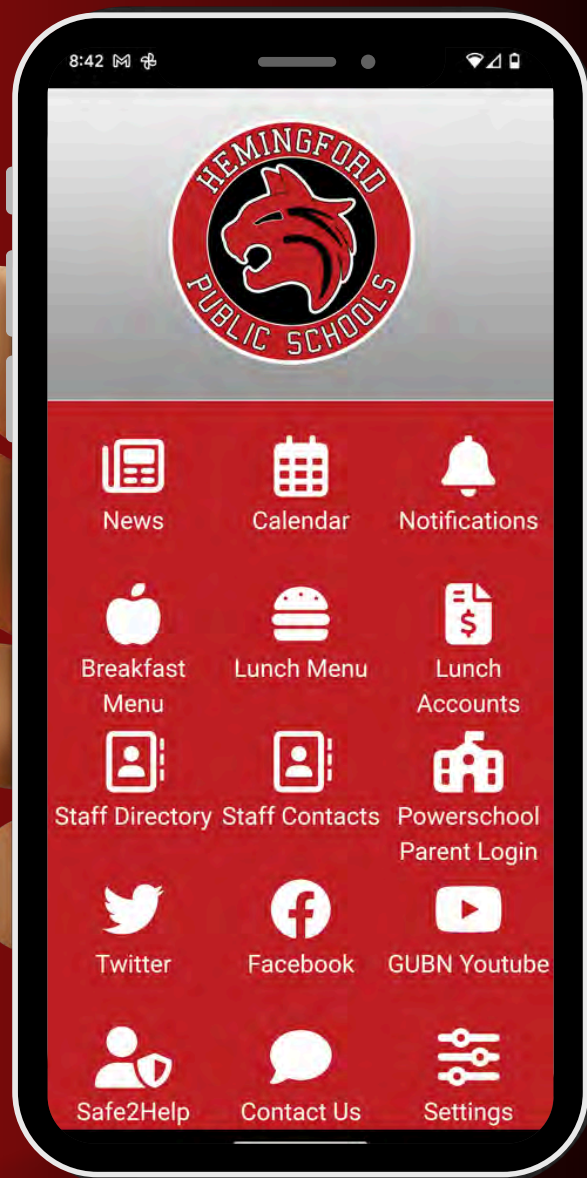 8:42
HEMINGFORD
PUBLIC SCHOOLS
News Calendar Notifications
Breakfast Lunch Menu Lunch
Menu Accounts
Staff Directory Staff Contacts Powerschool
Parent Login
Twitter Facebook GUBN Youtube
Safe2Help Contact Us Settings